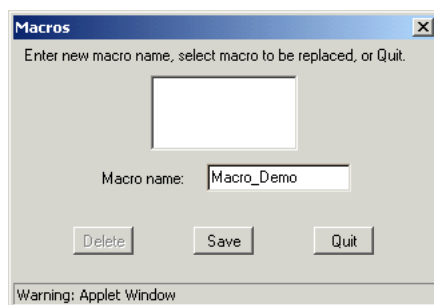 Macros
Enter new macro name, select macro to be replaced, or Quit.
Macro name: Macro_Demo
Delete Save Quit
Warning: Applet Window